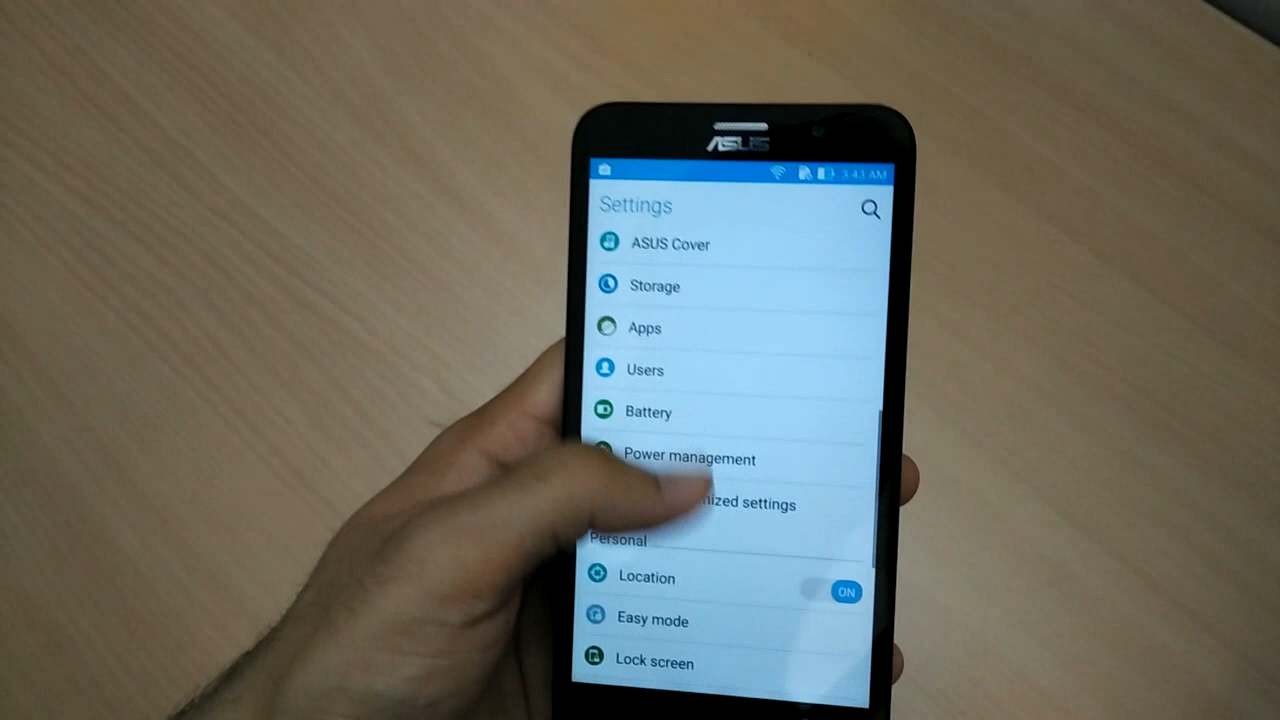 ASUS
3:43 AM
Settings
ASUS Cover
Storage
Apps
Users
Battery
Power management
nized settings
Personal
Location
ON
Easy mode
Lock screen